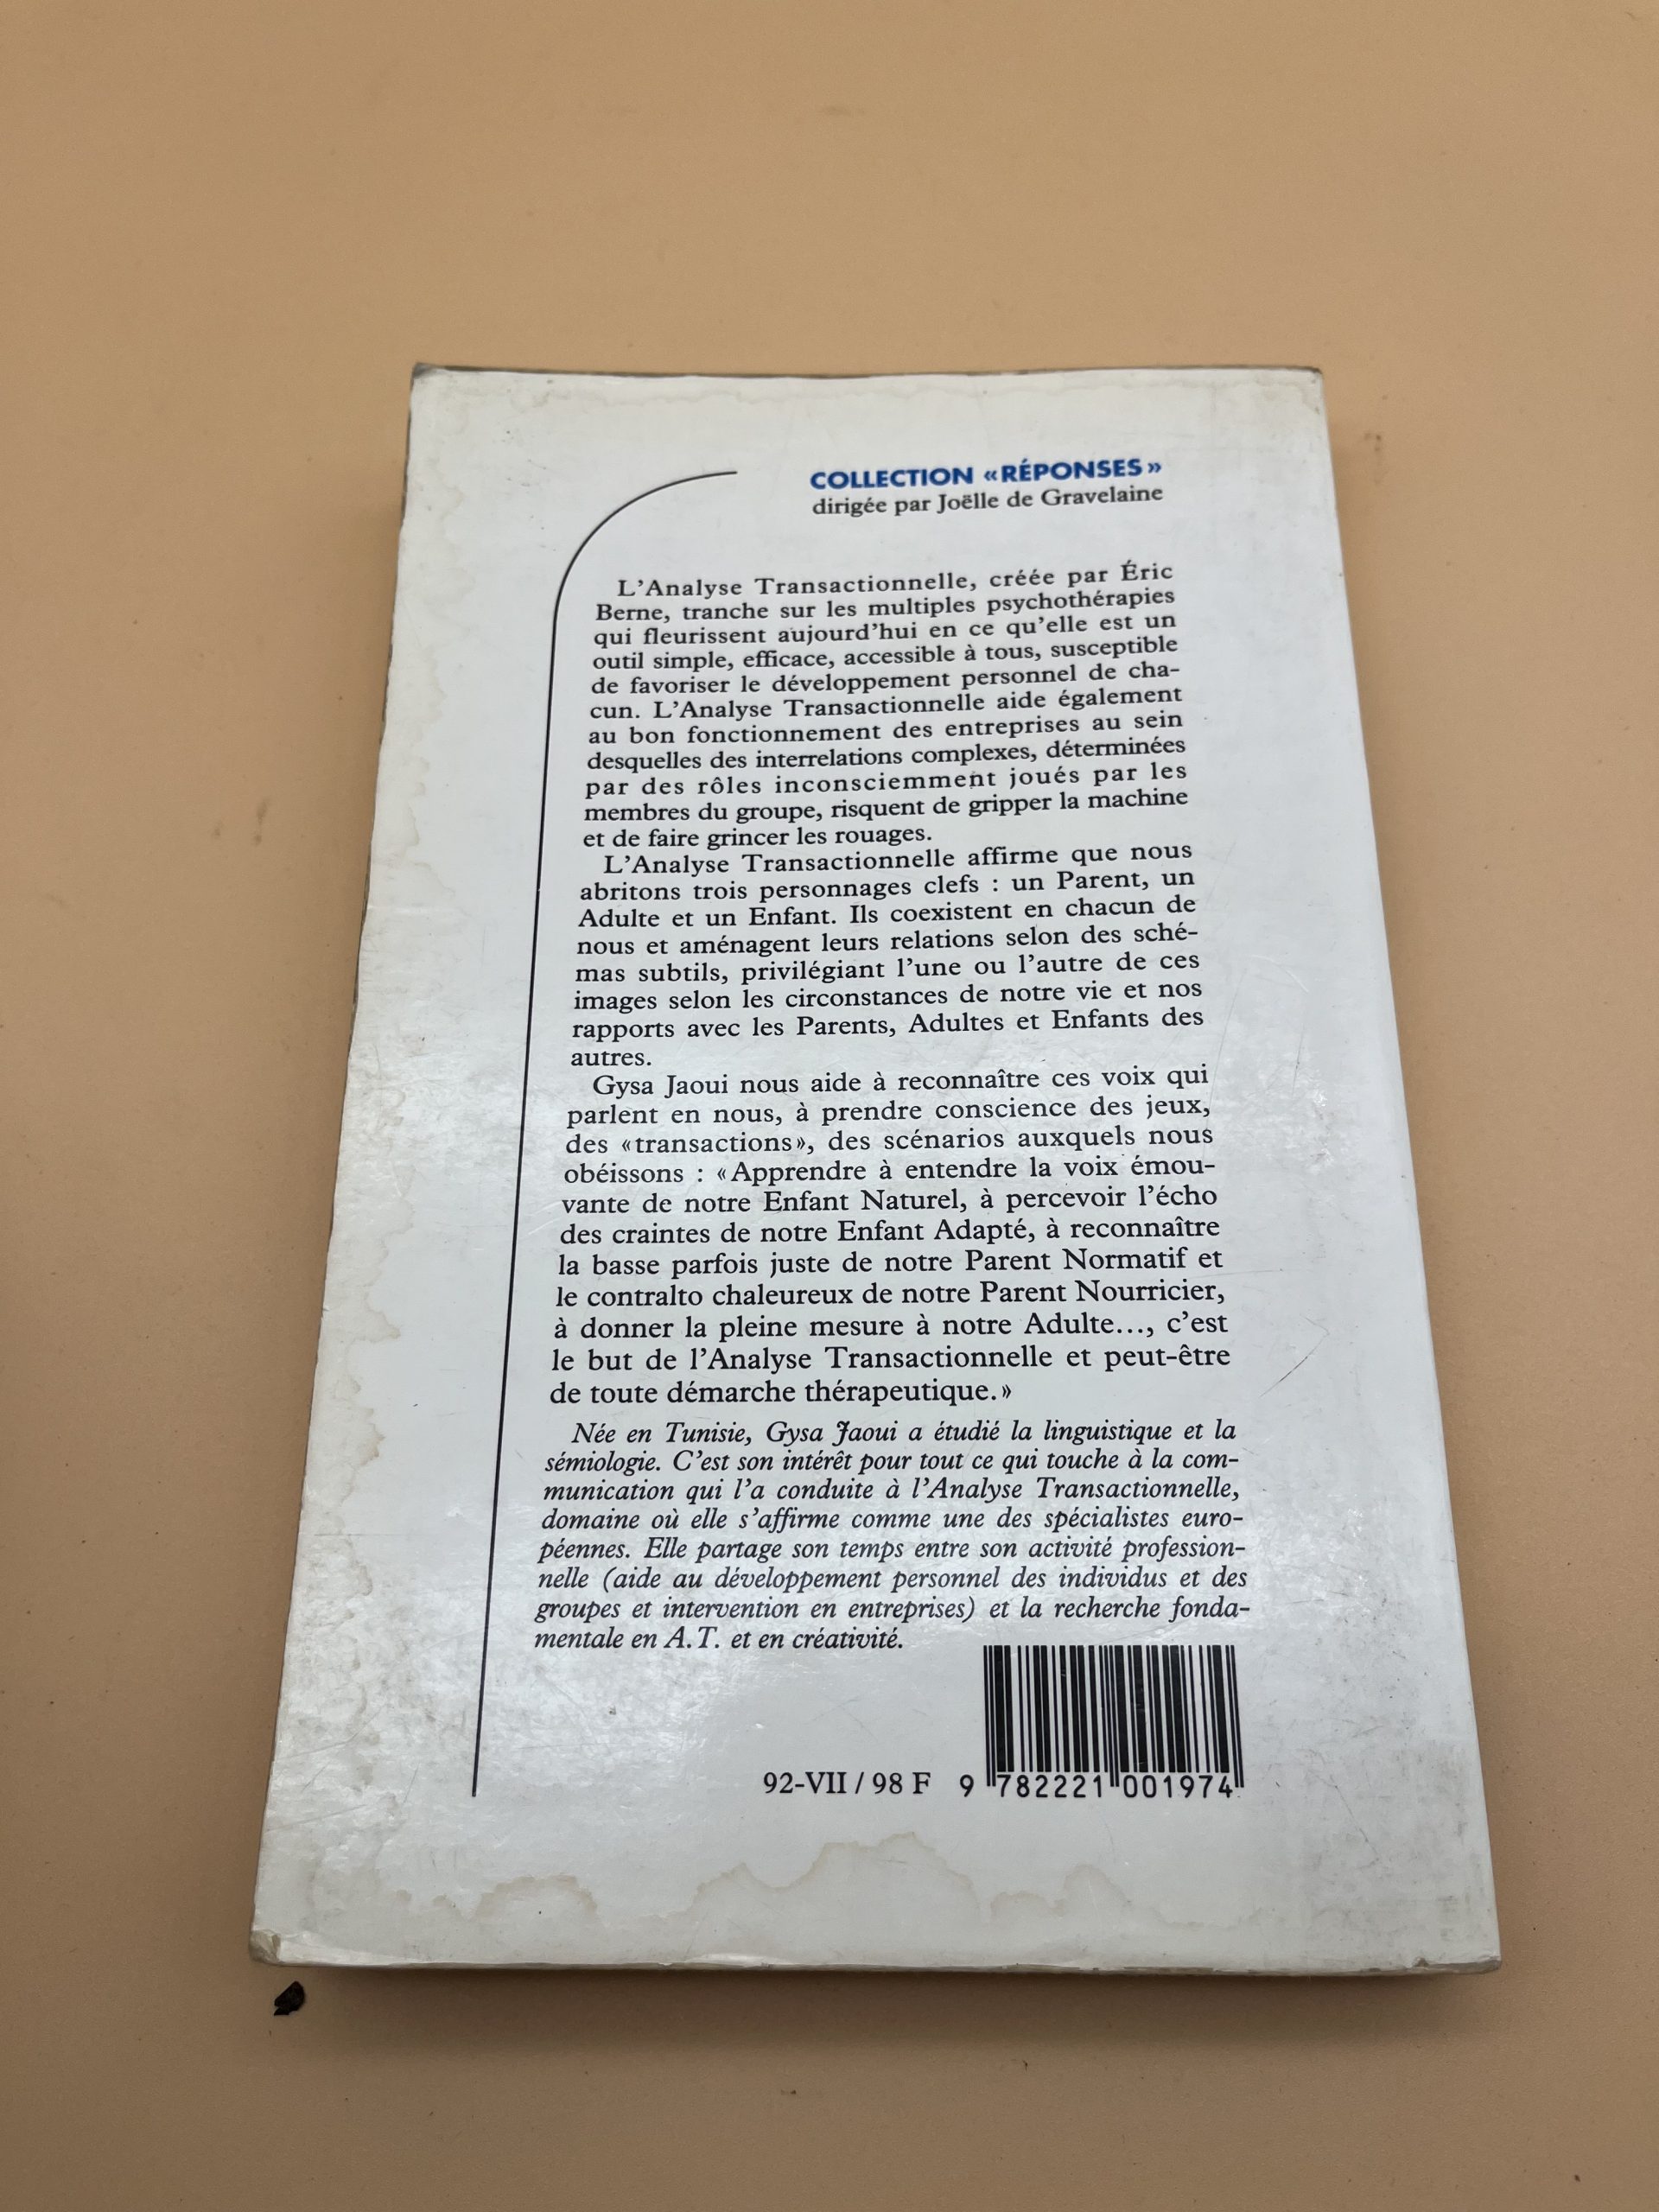 COLLECTION «RÉPONSES»
dirigée par Joëlle de Gravelaine
L'Analyse Transactionnelle, créée par Éric
Berne, tranche sur les multiples psychothérapies
qui fleurissent aujourd'hui en ce qu'elle est un
outil simple, efficace, accessible à tous, susceptible
de favoriser le développement personnel de cha-
cun. L'Analyse Transactionnelle aide également
au bon fonctionnement des entreprises au sein
desquelles des interrelations complexes, déterminées
par des rôles inconsciemment joués par les
membres du groupe, risquent de gripper la machine
et de faire grincer les rouages.
L'Analyse Transactionnelle affirme que nous
abritons trois personnages clefs : un Parent, un
Adulte et un Enfant. Ils coexistent en chacun de
nous et aménagent leurs relations selon des sché-
mas subtils, privilégiant l'une ou l'autre de ces
images selon les circonstances de notre vie et nos
rapports avec les Parents, Adultes et Enfants des
autres.
Gysa Jaoui nous aide à reconnaître ces voix qui
parlent en nous, à prendre conscience des jeux,
des «transactions», des scénarios auxquels nous
obéissons : «Apprendre à entendre la voix émou-
vante de notre Enfant Naturel, à percevoir l'écho
des craintes de notre Enfant Adapté, à reconnaître
la basse parfois juste de notre Parent Normatif et
le contralto chaleureux de notre Parent Nourricier,
à donner la pleine mesure à notre Adulte..., c'est
le but de l'Analyse Transactionnelle et peut-être
de toute démarche thérapeutique.»
Née en Tunisie, Gysa Jaoui a étudié la linguistique et la
sémiologie. C'est son intérêt pour tout ce qui touche à la com-
munication qui l'a conduite à l'Analyse Transactionnelle,
domaine où elle s'affirme comme une des spécialistes euro-
péennes. Elle partage son temps entre son activité profession-
nelle (aide au développement personnel des individus et des
groupes et intervention en entreprises) et la recherche fonda-
mentale en A.T. et en créativité.
92-VII / 98 F 9 782221 001974